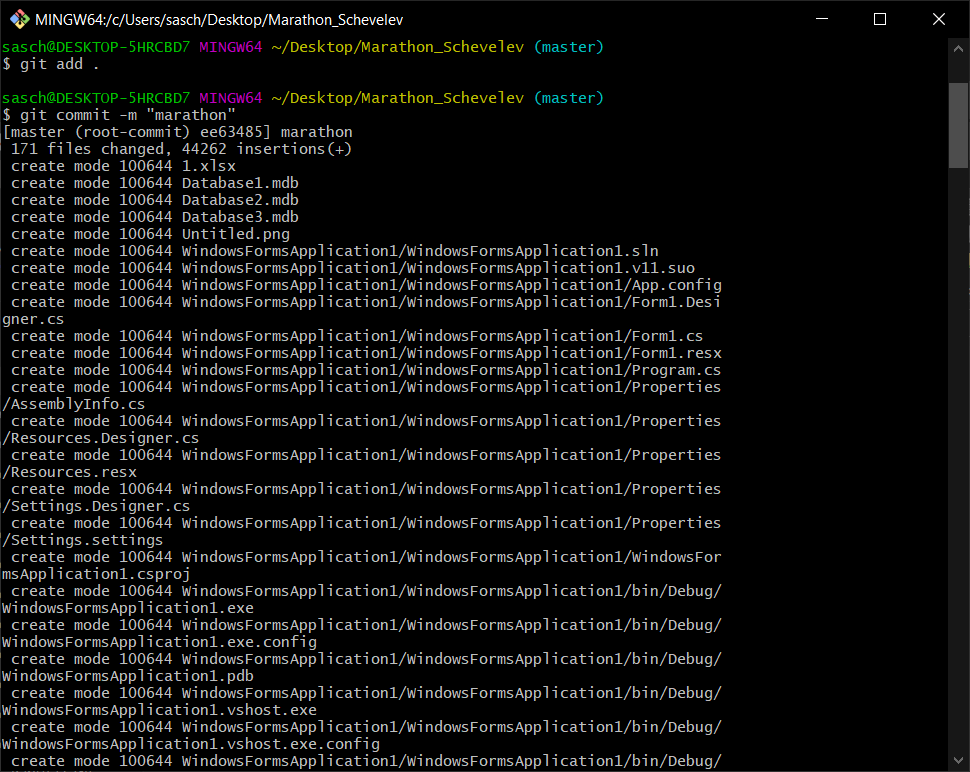 MINGW64:/c/Users/sasch/Desktop/Marathon_Schevelev
sasch@DESKTOP-5HRCBD7 MINGW64 ~/Desktop/Marathon_Schevelev (master)
$ git add .
sasch@DESKTOP-5HRCBD7 MINGW64 ~/Desktop/Marathon_Schevelev (master)
$ git commit -m "marathon"
[master (root-commit) ee63485] marathon
 171 files changed, 44262 insertions(+)
 create mode 100644 1.xlsx
 create mode 100644 Database1.mdb
 create mode 100644 Database2.mdb
 create mode 100644 Database3.mdb
 create mode 100644 Untitled.png
 create mode 100644 WindowsFormsApplication1/WindowsFormsApplication1.sln
 create mode 100644 WindowsFormsApplication1/WindowsFormsApplication1.v11.suo
 create mode 100644 WindowsFormsApplication1/WindowsFormsApplication1/App.config
 create mode 100644 WindowsFormsApplication1/WindowsFormsApplication1/Form1.Desi
gner.cs
 create mode 100644 WindowsFormsApplication1/WindowsFormsApplication1/Form1.cs
 create mode 100644 WindowsFormsApplication1/WindowsFormsApplication1/Form1.resx
 create mode 100644 WindowsFormsApplication1/WindowsFormsApplication1/Program.cs
 create mode 100644 WindowsFormsApplication1/WindowsFormsApplication1/Properties
/AssemblyInfo.cs
 create mode 100644 WindowsFormsApplication1/WindowsFormsApplication1/Properties
/Resources.Designer.cs
 create mode 100644 WindowsFormsApplication1/WindowsFormsApplication1/Properties
/Resources.resx
 create mode 100644 WindowsFormsApplication1/WindowsFormsApplication1/Properties
/Settings.Designer.cs
 create mode 100644 WindowsFormsApplication1/WindowsFormsApplication1/Properties
/Settings.settings
 create mode 100644 WindowsFormsApplication1/WindowsFormsApplication1/WindowsFor
msApplication1.csproj
 create mode 100644 WindowsFormsApplication1/WindowsFormsApplication1/bin/Debug/
WindowsFormsApplication1.exe
 create mode 100644 WindowsFormsApplication1/WindowsFormsApplication1/bin/Debug/
WindowsFormsApplication1.exe.config
 create mode 100644 WindowsFormsApplication1/WindowsFormsApplication1/bin/Debug/
WindowsFormsApplication1.pdb
 create mode 100644 WindowsFormsApplication1/WindowsFormsApplication1/bin/Debug/
WindowsFormsApplication1.vshost.exe
 create mode 100644 WindowsFormsApplication1/WindowsFormsApplication1/bin/Debug/
WindowsFormsApplication1.vshost.exe.config
 create mode 100644 WindowsFormsApplication1/WindowsFormsApplication1/bin/Debug/